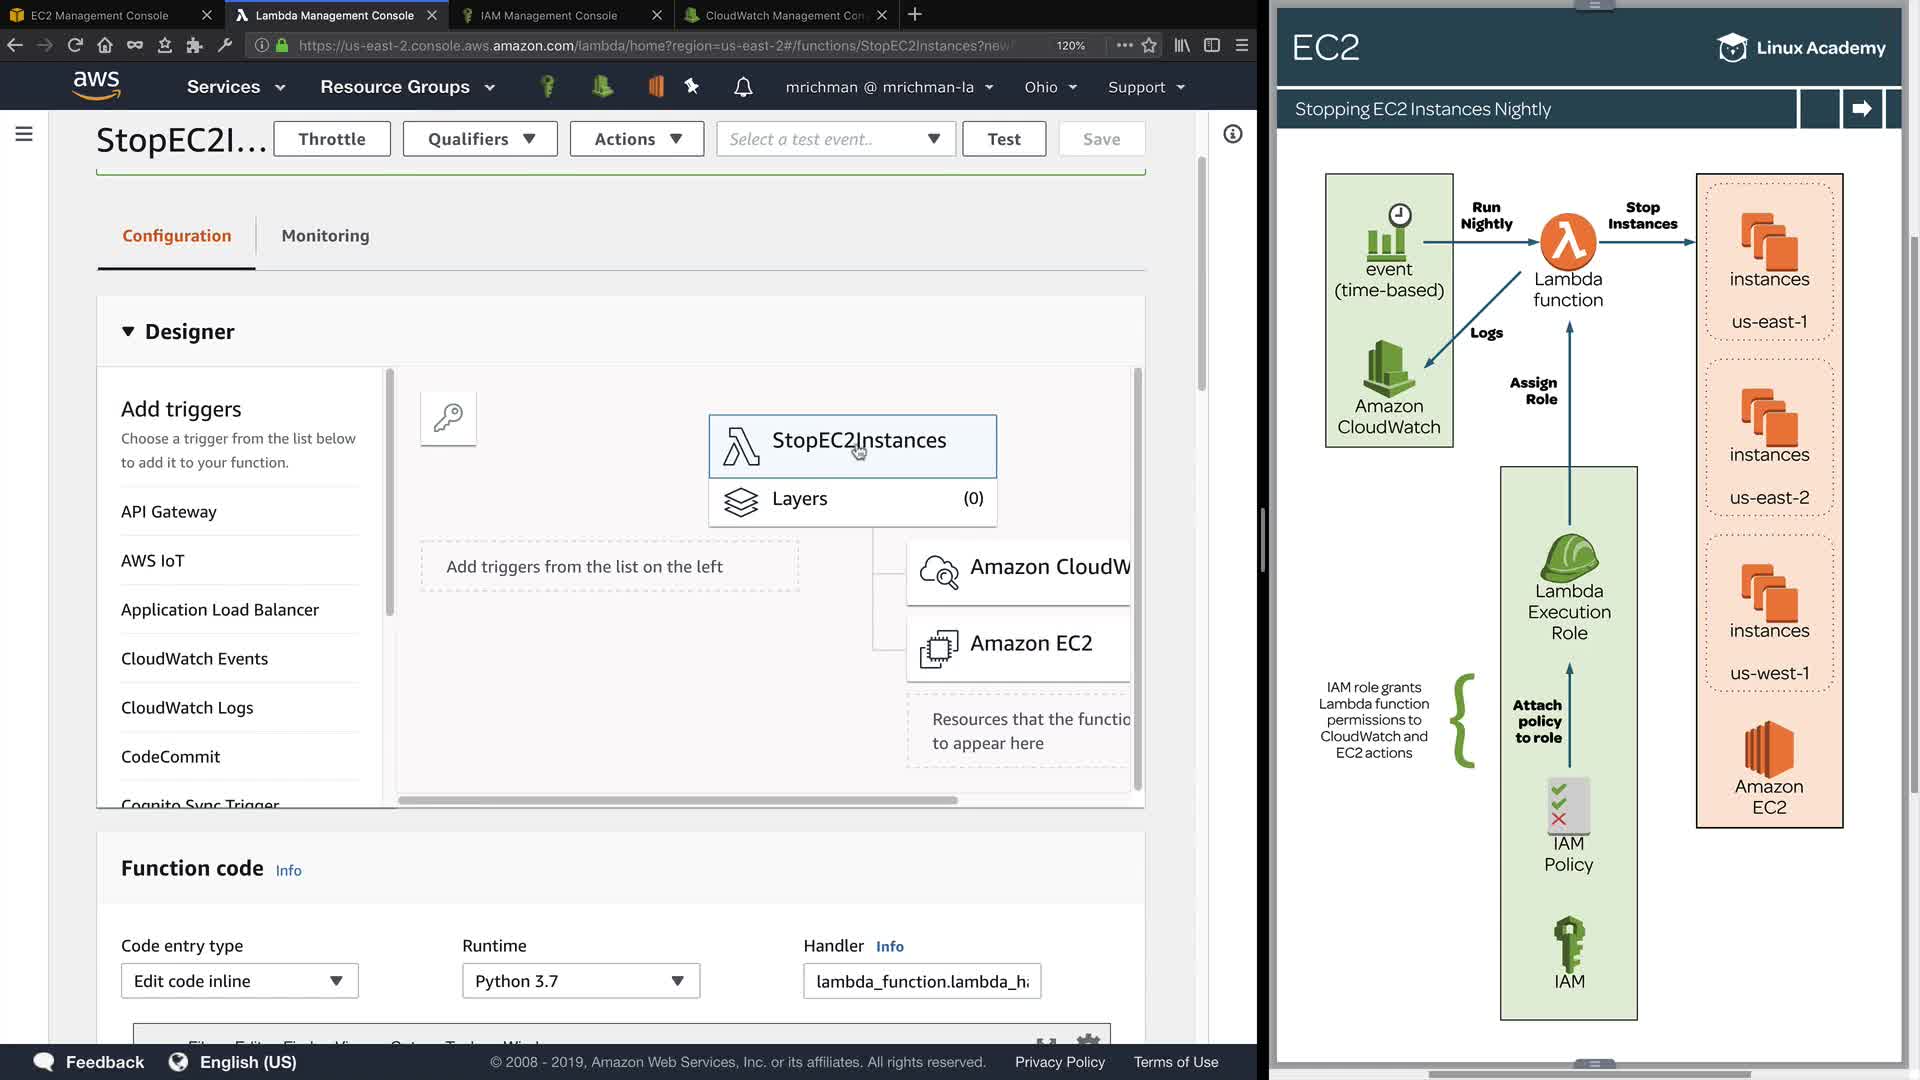 EC2 Management Console
Lambda Management Console
IAM Management Console
CloudWatch Management Con
https://us-east-2.console.aws.amazon.com/lambda/home?region=us-east-2#/functions/StopEC2Instances?new
120%
aws
Services
Resource Groups
mrichman @ mrichman-la
Ohio
Support
StopEC2I...
Throttle
Qualifiers
Actions
Select a test event..
Test
Save
Configuration
Monitoring
Designer
Add triggers
Choose a trigger from the list below
to add it to your function.
API Gateway
AWS IoT
Application Load Balancer
CloudWatch Events
CloudWatch Logs
CodeCommit
Cognito Sync Trigger
StopEC2Instances
Layers
(0)
Add triggers from the list on the left
Amazon CloudW
Amazon EC2
Resources that the functio
to appear here
Function code
Info
Code entry type
Edit code inline
Runtime
Python 3.7
Handler
Info
lambda_function.lambda_ha
Feedback
English (US)
© 2008 - 2019, Amazon Web Services, Inc. or its affiliates. All rights reserved.
Privacy Policy
Terms of Use
EC2
Linux Academy
Stopping EC2 Instances Nightly
event
(time-based)
Run
Nightly
Lambda
function
Stop
Instances
Logs
Amazon
CloudWatch
Assign
Role
Lambda
Execution
Role
IAM role grants
Lambda function
permissions to
CloudWatch and
EC2 actions
Attach
policy
to role
IAM
Policy
IAM
instances
us-east-1
instances
us-east-2
instances
us-west-1
Amazon
EC2